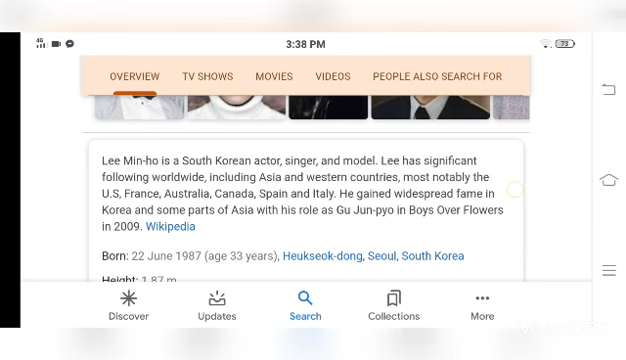 4G 3:38 PM 73
OVERVIEW TV SHOWS MOVIES VIDEOS PEOPLE ALSO SEARCH FOR
Lee Min-ho is a South Korean actor, singer, and model. Lee has significant
following worldwide, including Asia and western countries, most notably the
U.S, France, Australia, Canada, Spain and Italy. He gained widespread fame in
Korea and some parts of Asia with his role as Gu Jun-pyo in Boys Over Flowers
in 2009. Wikipedia
Born: 22 June 1987 (age 33 years), Heukseok-dong, Seoul, South Korea
Height: 1.87 m
Discover Updates Search Collections More